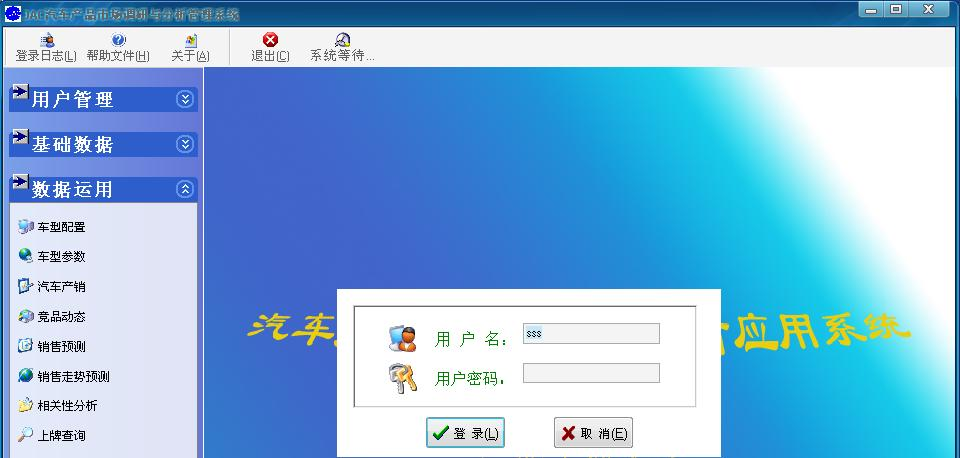 JAC汽车产品市场调研与分析管理系统
登录日志(L) 帮助文件(H) 关于(A) 退出(C) 系统等待...
用户管理
基础数据
数据运用
车型配置
车型参数
汽车产销
竞品动态
销售预测
销售走势预测
相关性分析
上牌查询
汽车 应用系统
用 户 名：
sss
用户密码：
登 录(L)
取 消(E)